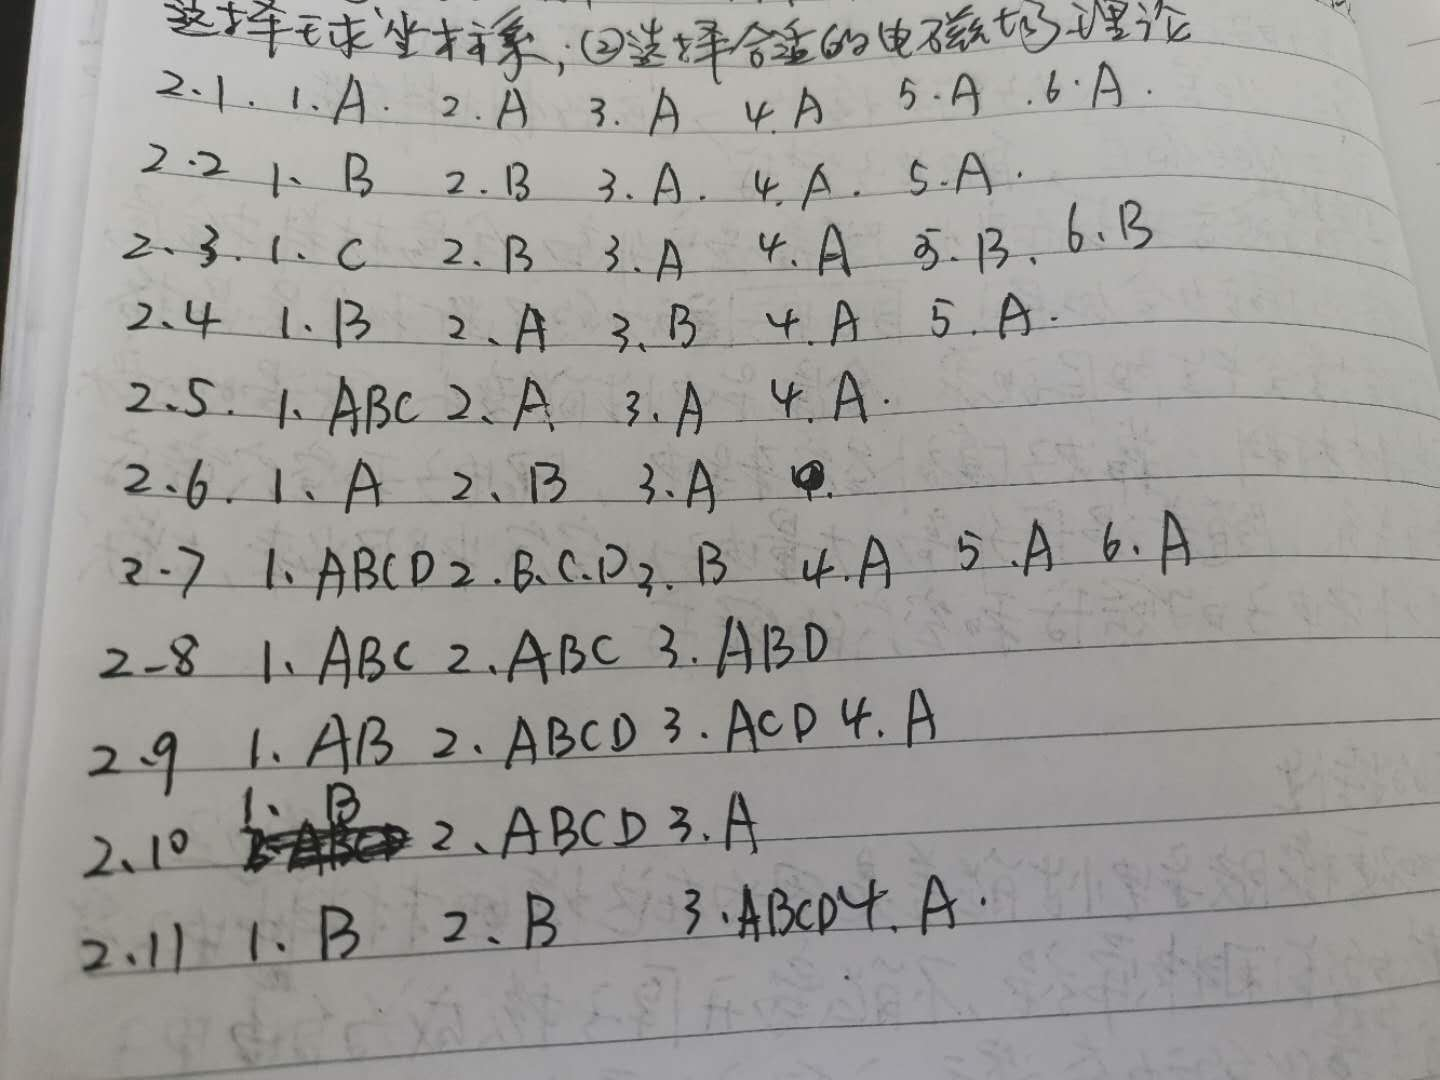 选择 求坐标系;②选择合适的电磁场理论
2.1. 1.A. 2.A 3.A 4.A 5.A .6.A.
2.2 1.B 2.B 3.A. 4.A. 5.A.
2.3. 1.C 2.B 3.A 4.A 5.B. 6.B
2.4 1.B 2.A 3.B 4.A 5.A.
2.5. 1.ABC 2.A 3.A 4.A.
2.6. 1.A 2.B 3.A
2-7 1.ABCD 2.B.C.D 3.B 4.A 5.A 6.A
2-8 1.ABC 2.ABC 3.ABD
2.9 1.AB 2.ABCD 3.ACD 4.A
2.10 1.B 2.ABCD 3.A
2.11 1.B 2.B 3.ABCD 4.A.